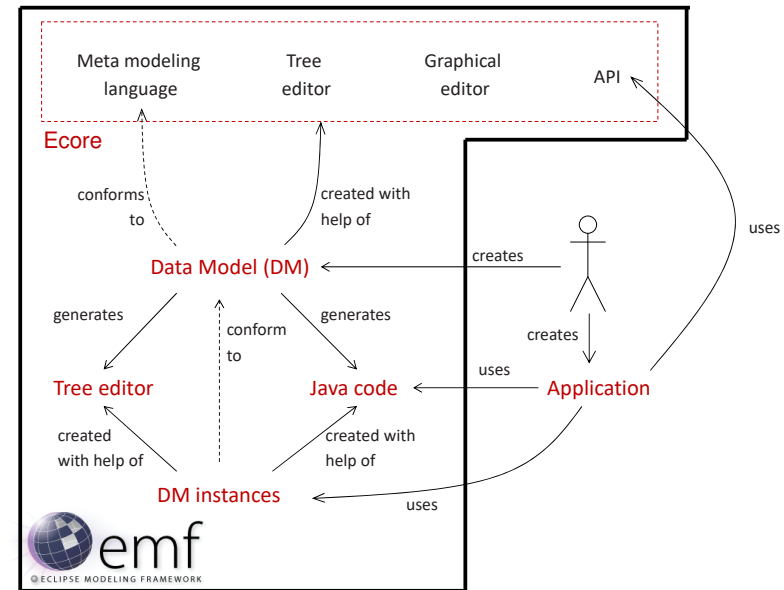 Meta modeling
language
Tree
editor
Graphical
editor
API
Ecore
conforms
to
created with
help of
uses
Data Model (DM)
creates
generates
conform
to
generates
creates
Tree editor
Java code
uses
Application
created
with help of
created with
help of
DM instances
uses
emf
ECLIPSE MODELING FRAMEWORK